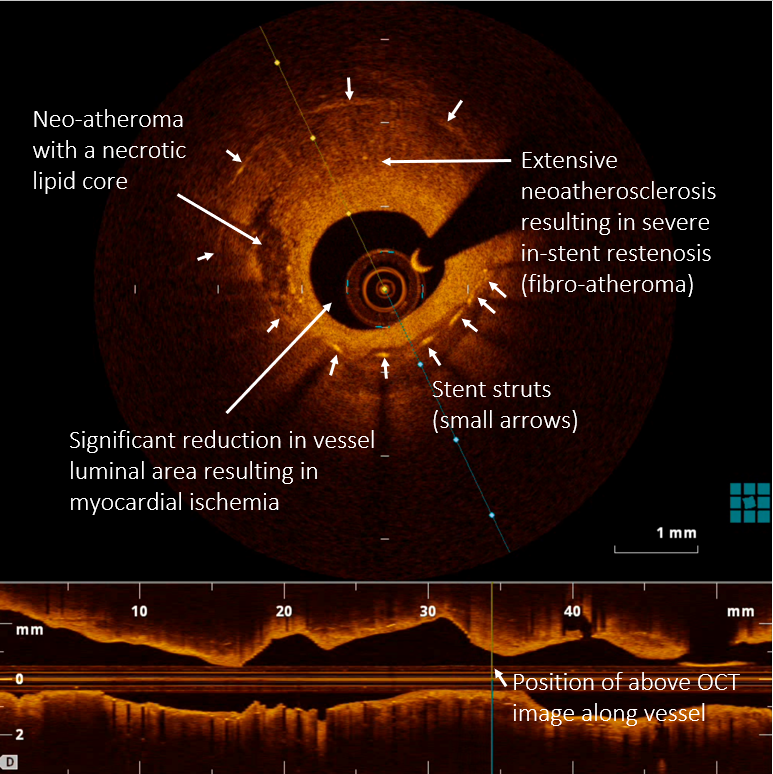 Neo-atheroma
with a necrotic
lipid core
Extensive
neoatherosclerosis
resulting in severe
in-stent restenosis
(fibro-atheroma)
Stent struts
(small arrows)
Significant reduction in vessel
luminal area resulting in
myocardial ischemia
1 mm
10 20 30 40 mm
mm
0
Position of above OCT
image along vessel
2
D